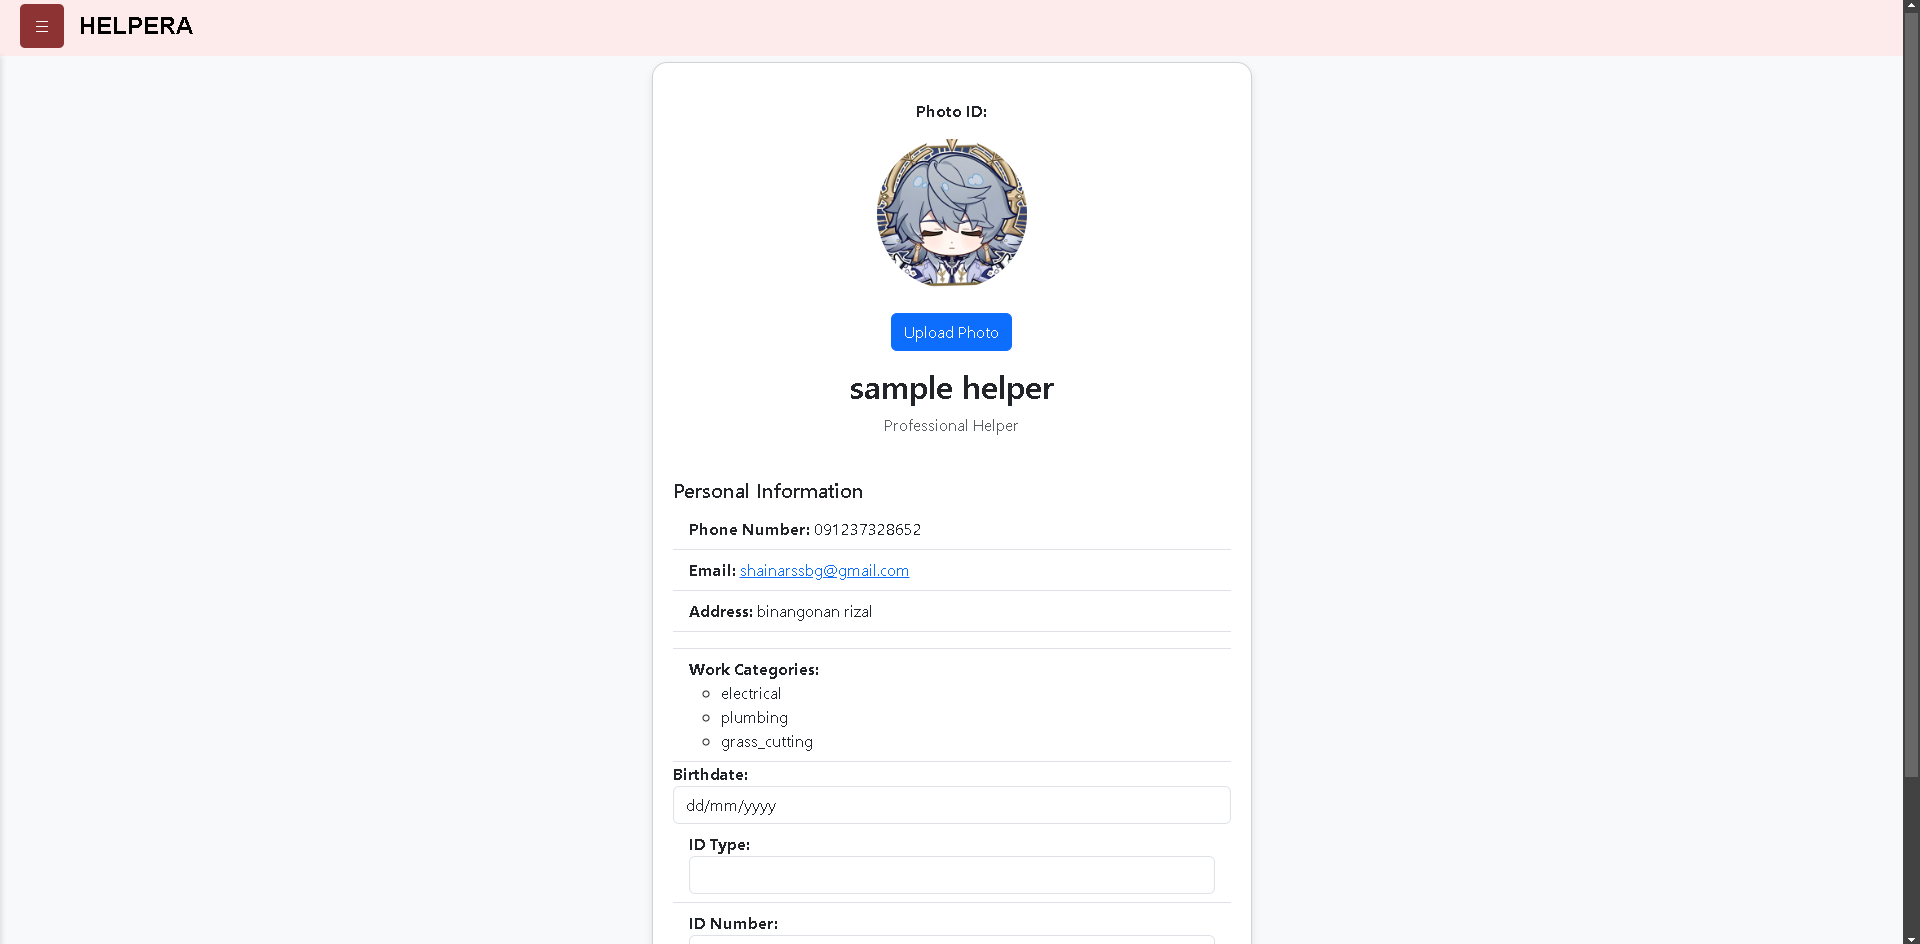 ☰ HELPERA
Photo ID:
Upload Photo
sample helper
Professional Helper
Personal Information
Phone Number: 091237328652
Email: shainarssbg@gmail.com
Address: binangonan rizal
Work Categories:
electrical
plumbing
grass_cutting
Birthdate:
dd/mm/yyyy
ID Type:
ID Number: